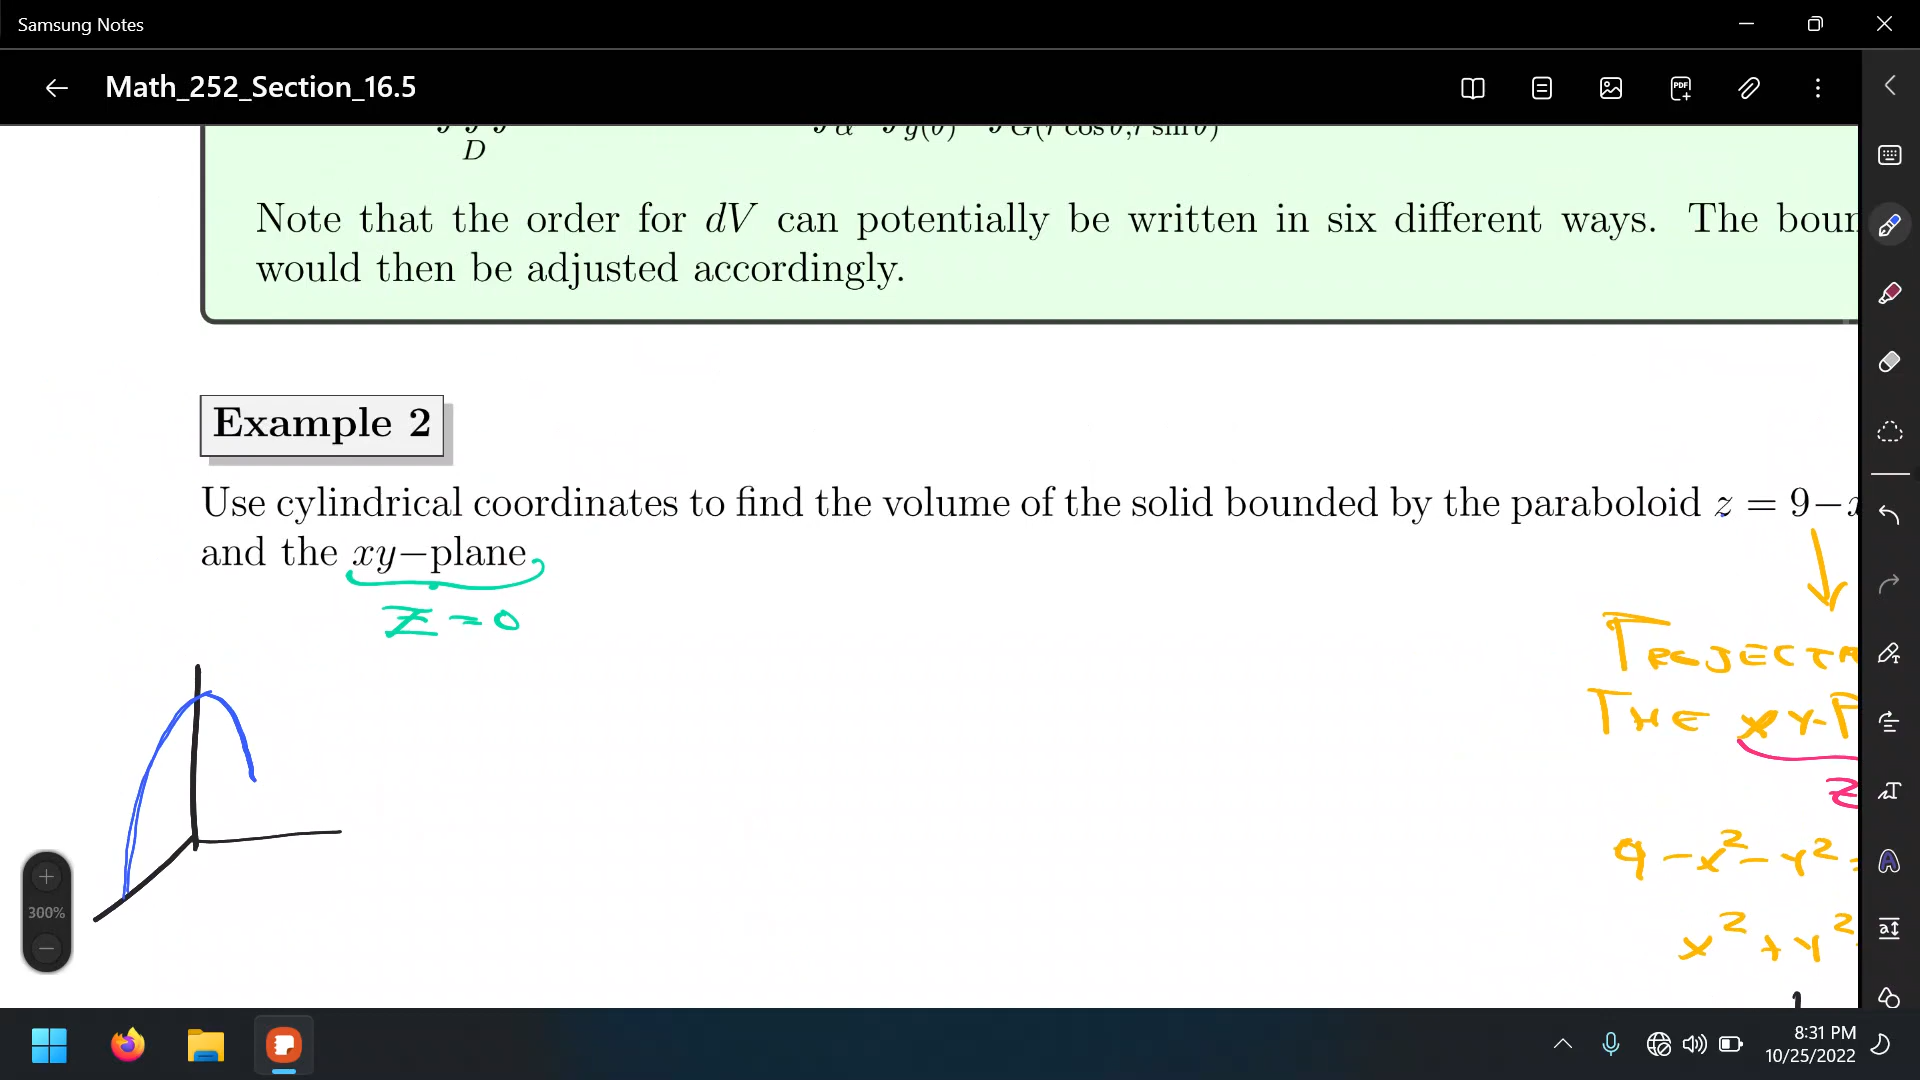 Samsung Notes
Math_252_Section_16.5
D
Note that the order for dV can potentially be written in six different ways. The boun
would then be adjusted accordingly.
Example 2
Use cylindrical coordinates to find the volume of the solid bounded by the paraboloid z = 9−x
and the xy−plane.
z = 0
PROJECT
THE XY-P
z
9 − x² − y² =
x² + y²
300%
8:31 PM
10/25/2022